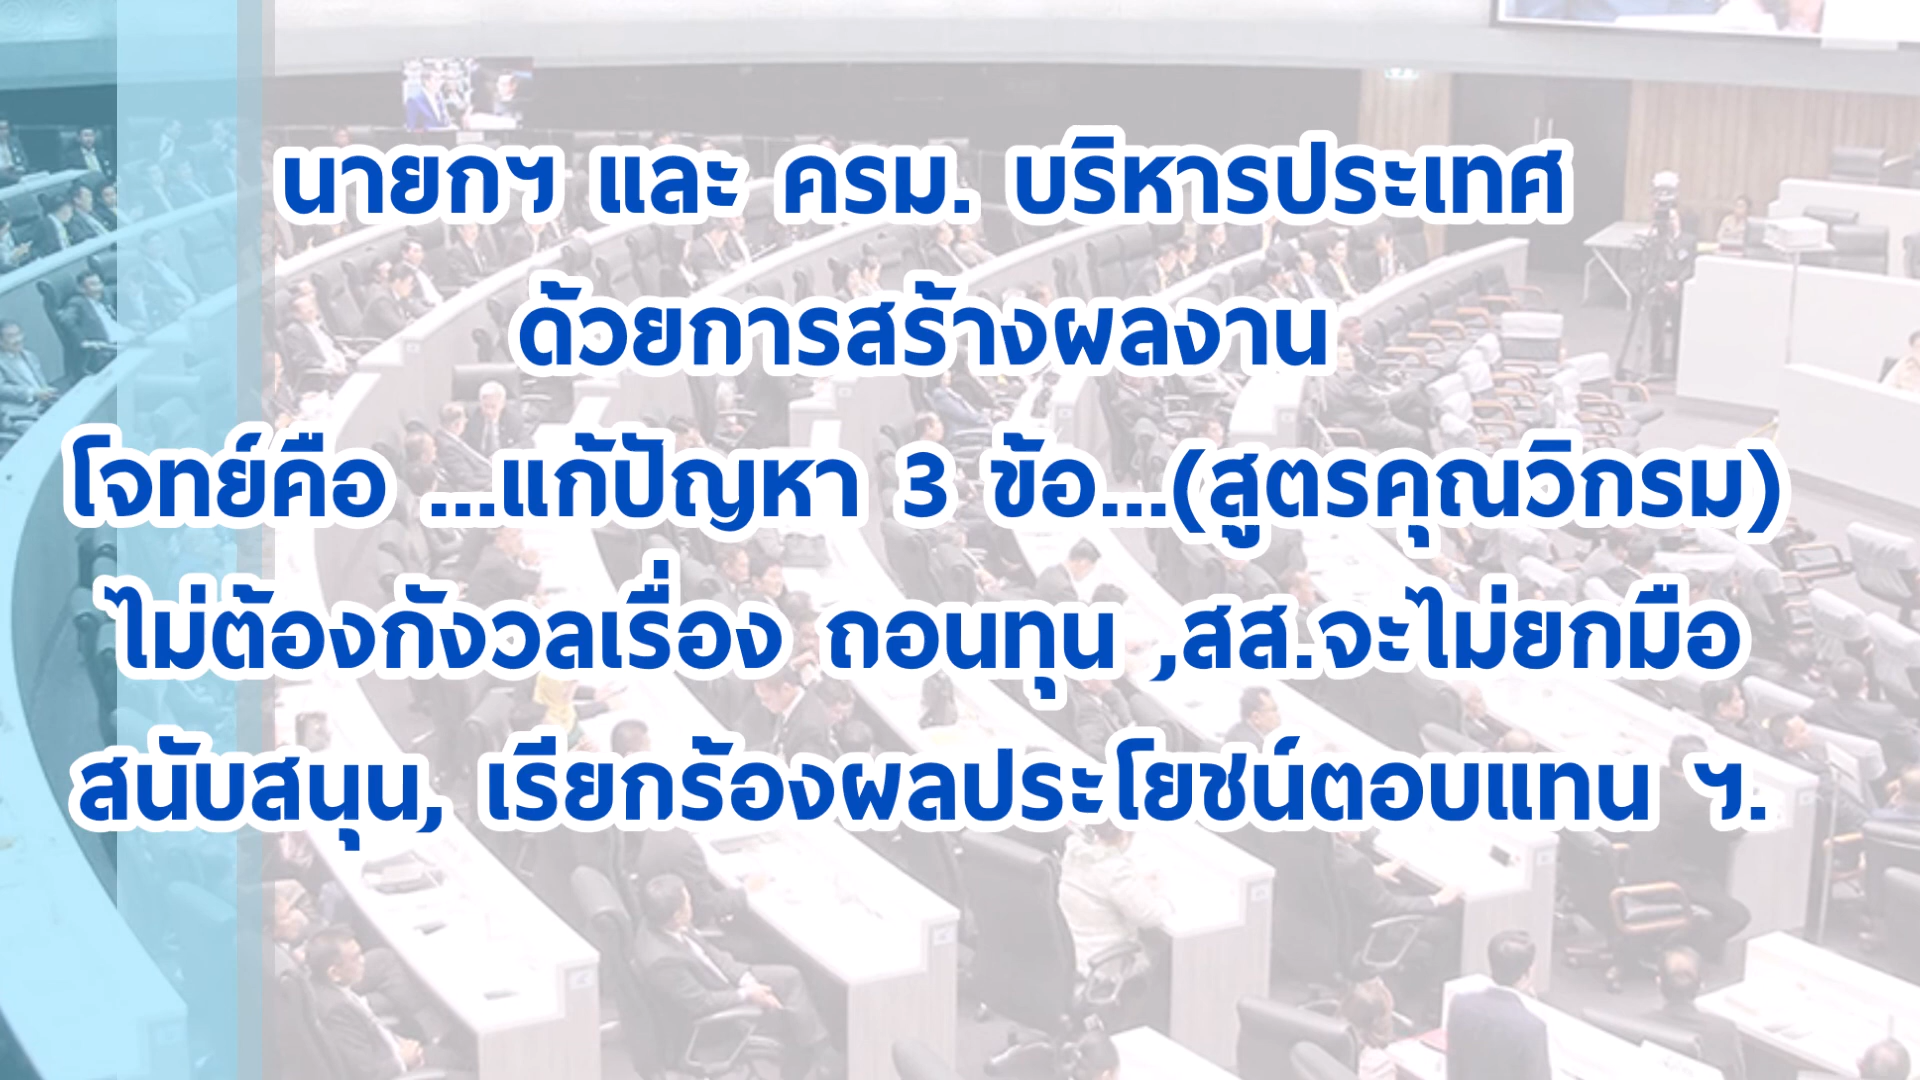 นายกฯ และ ครม. บริหารประเทศ
ด้วยการสร้างผลงาน
โจทย์คือ ...แก้ปัญหา 3 ข้อ...(สูตรคุณวิกรม)
ไม่ต้องกังวลเรื่อง ถอนทุน ,สส.จะไม่ยกมือ
สนับสนุน, เรียกร้องผลประโยชน์ตอบแทน ฯ.